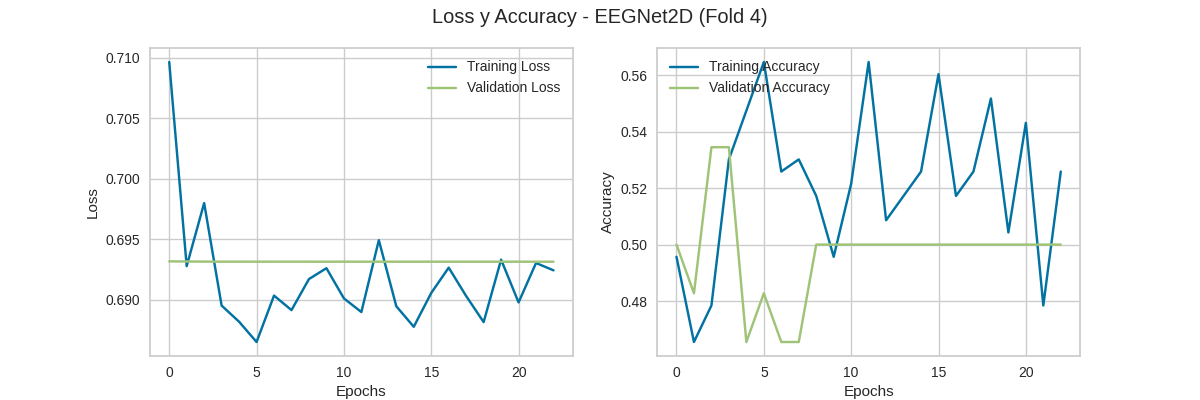 Loss y Accuracy - EEGNet2D (Fold 4)
0.710
0.705
0.700
0.695
0.690
Loss
0 5 10 15 20
Epochs
Training Loss
Validation Loss
0.56
0.54
0.52
0.50
0.48
Accuracy
0 5 10 15 20
Epochs
Training Accuracy
Validation Accuracy